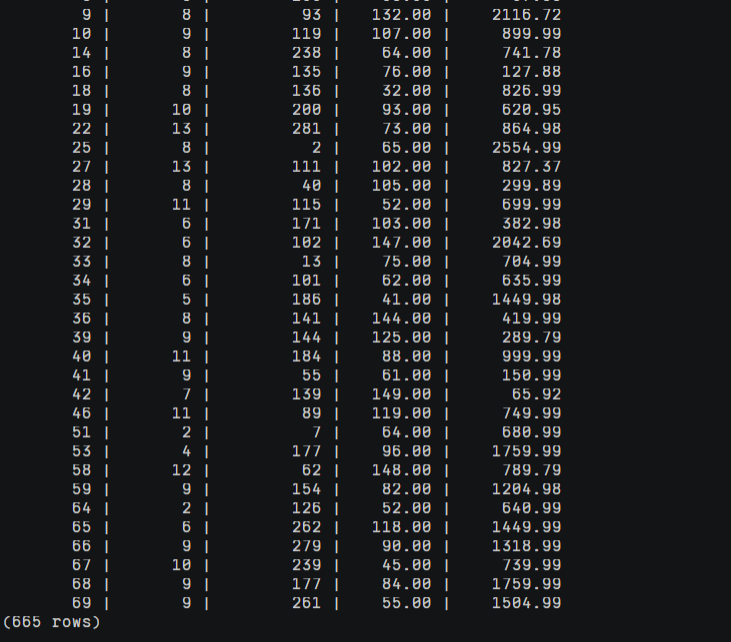 9 | 8 | 93 | 132.00 | 2116.72
10 | 9 | 119 | 107.00 | 899.99
14 | 8 | 238 | 64.00 | 741.78
16 | 9 | 135 | 76.00 | 127.88
18 | 8 | 136 | 32.00 | 826.99
19 | 10 | 200 | 93.00 | 620.95
22 | 13 | 281 | 73.00 | 864.98
25 | 8 | 2 | 65.00 | 2554.99
27 | 13 | 111 | 102.00 | 827.37
28 | 8 | 40 | 105.00 | 299.89
29 | 11 | 115 | 52.00 | 699.99
31 | 6 | 171 | 103.00 | 382.98
32 | 6 | 102 | 147.00 | 2042.69
33 | 8 | 13 | 75.00 | 704.99
34 | 6 | 101 | 62.00 | 635.99
35 | 5 | 186 | 41.00 | 1449.98
36 | 8 | 141 | 144.00 | 419.99
39 | 9 | 144 | 125.00 | 289.79
40 | 11 | 184 | 88.00 | 999.99
41 | 9 | 55 | 61.00 | 150.99
42 | 7 | 139 | 149.00 | 65.92
46 | 11 | 89 | 119.00 | 749.99
51 | 2 | 7 | 64.00 | 680.99
53 | 4 | 177 | 96.00 | 1759.99
58 | 12 | 62 | 148.00 | 789.79
59 | 9 | 154 | 82.00 | 1204.98
64 | 2 | 126 | 52.00 | 640.99
65 | 6 | 262 | 118.00 | 1449.99
66 | 9 | 279 | 90.00 | 1318.99
67 | 10 | 239 | 45.00 | 739.99
68 | 9 | 177 | 84.00 | 1759.99
69 | 9 | 261 | 55.00 | 1504.99
(665 rows)